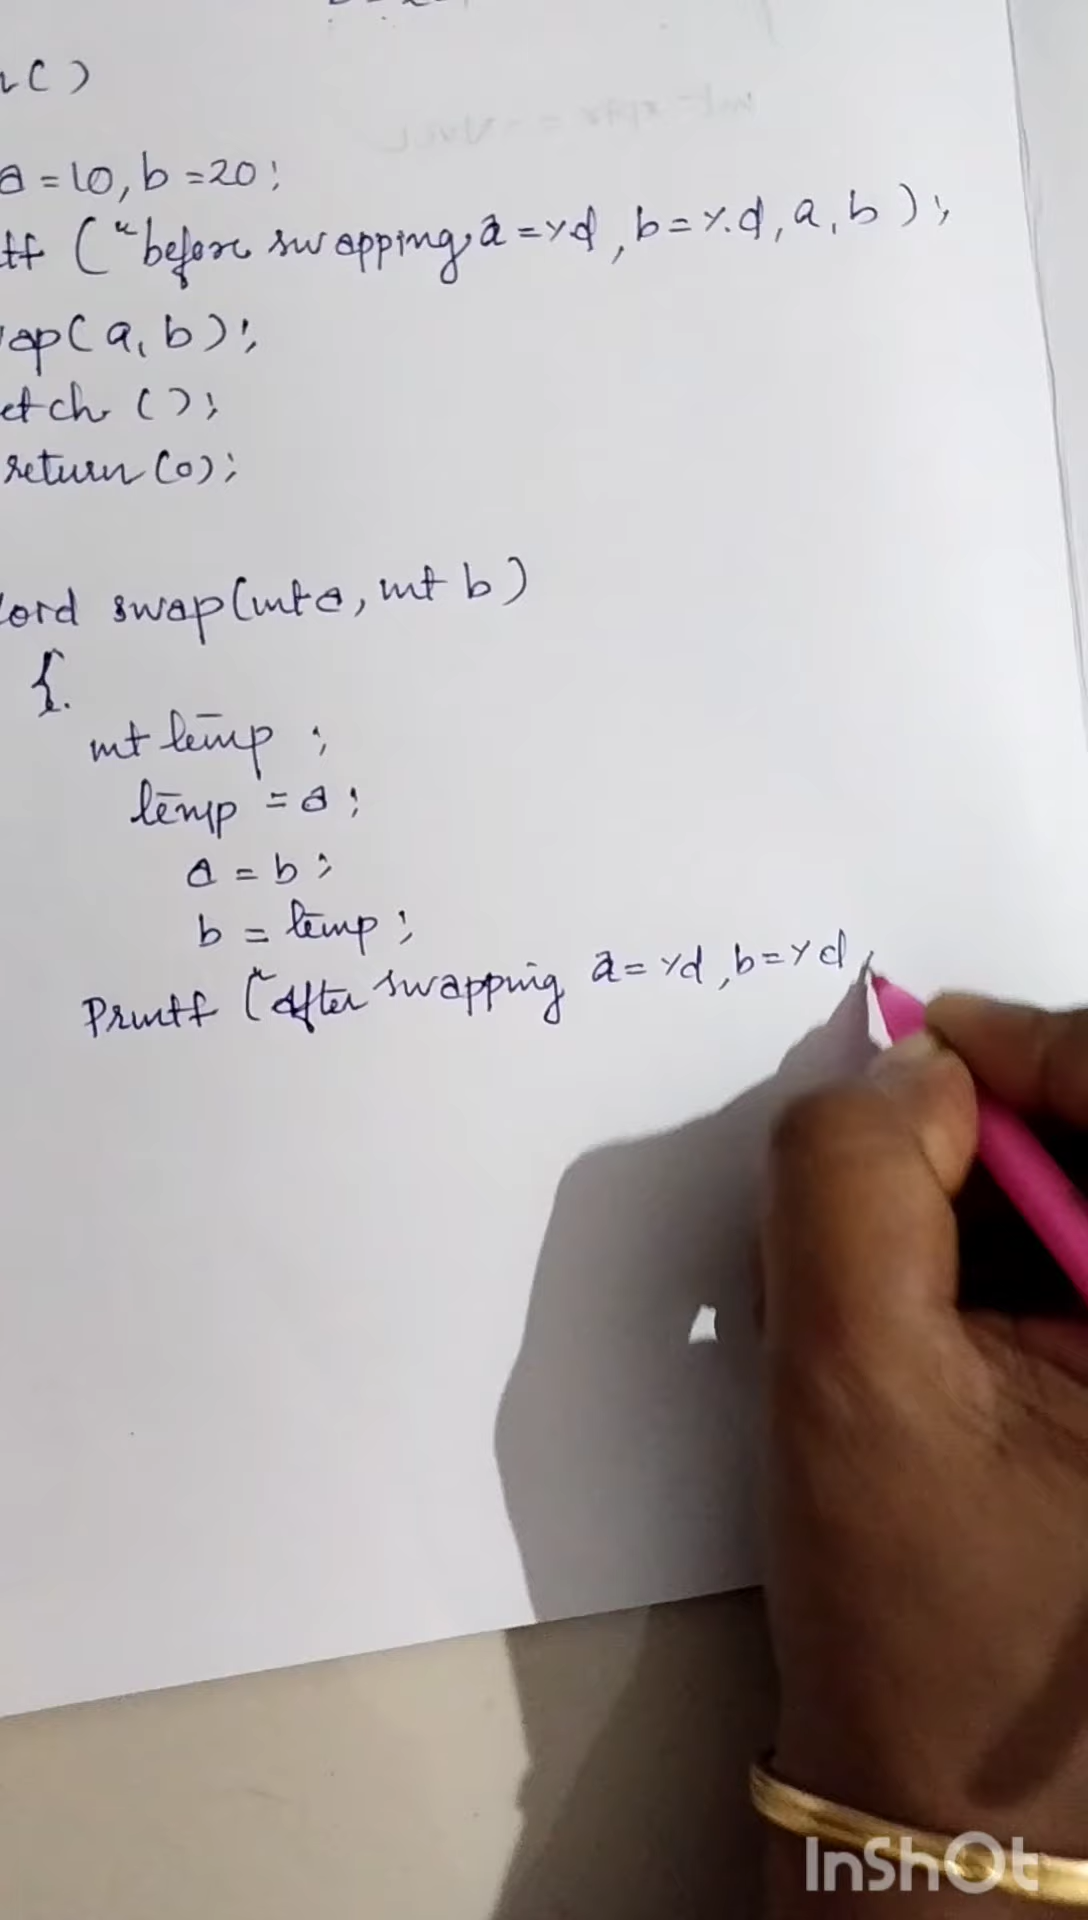 ( )
a = 10, b = 20;
tf ( "before swapping, a = %d, b = %.d, a, b ) ;
ap( a, b ) ;
etch ( ) ;
return (0) ;
void swap(int a, int b )
{
int temp ;
temp = a ;
a = b ;
b = temp ;
Printf ( "After swapping a = %d , b = %d ,
InShOt